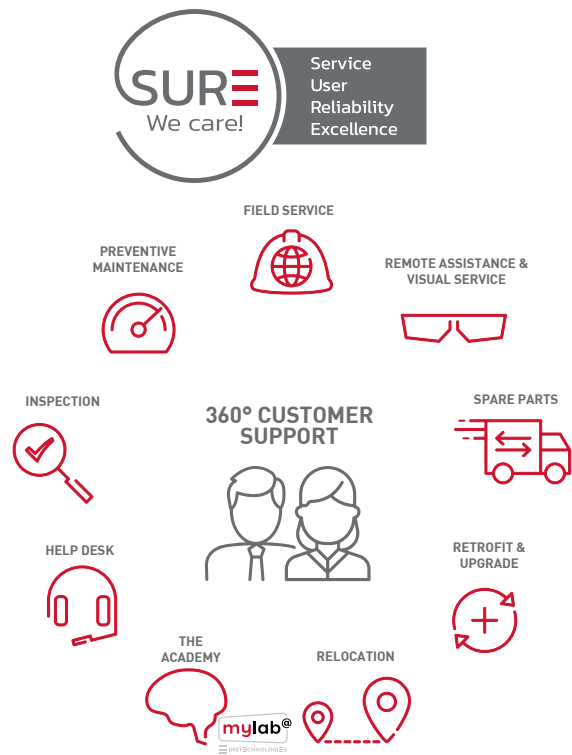 SURE
We care!
Service
User
Reliability
Excellence
FIELD SERVICE
PREVENTIVE
MAINTENANCE
REMOTE ASSISTANCE &
VISUAL SERVICE
INSPECTION
360° CUSTOMER
SUPPORT
SPARE PARTS
HELP DESK
RETROFIT &
UPGRADE
THE
ACADEMY
RELOCATION
mylab@
IMSTECHNOLOGIES